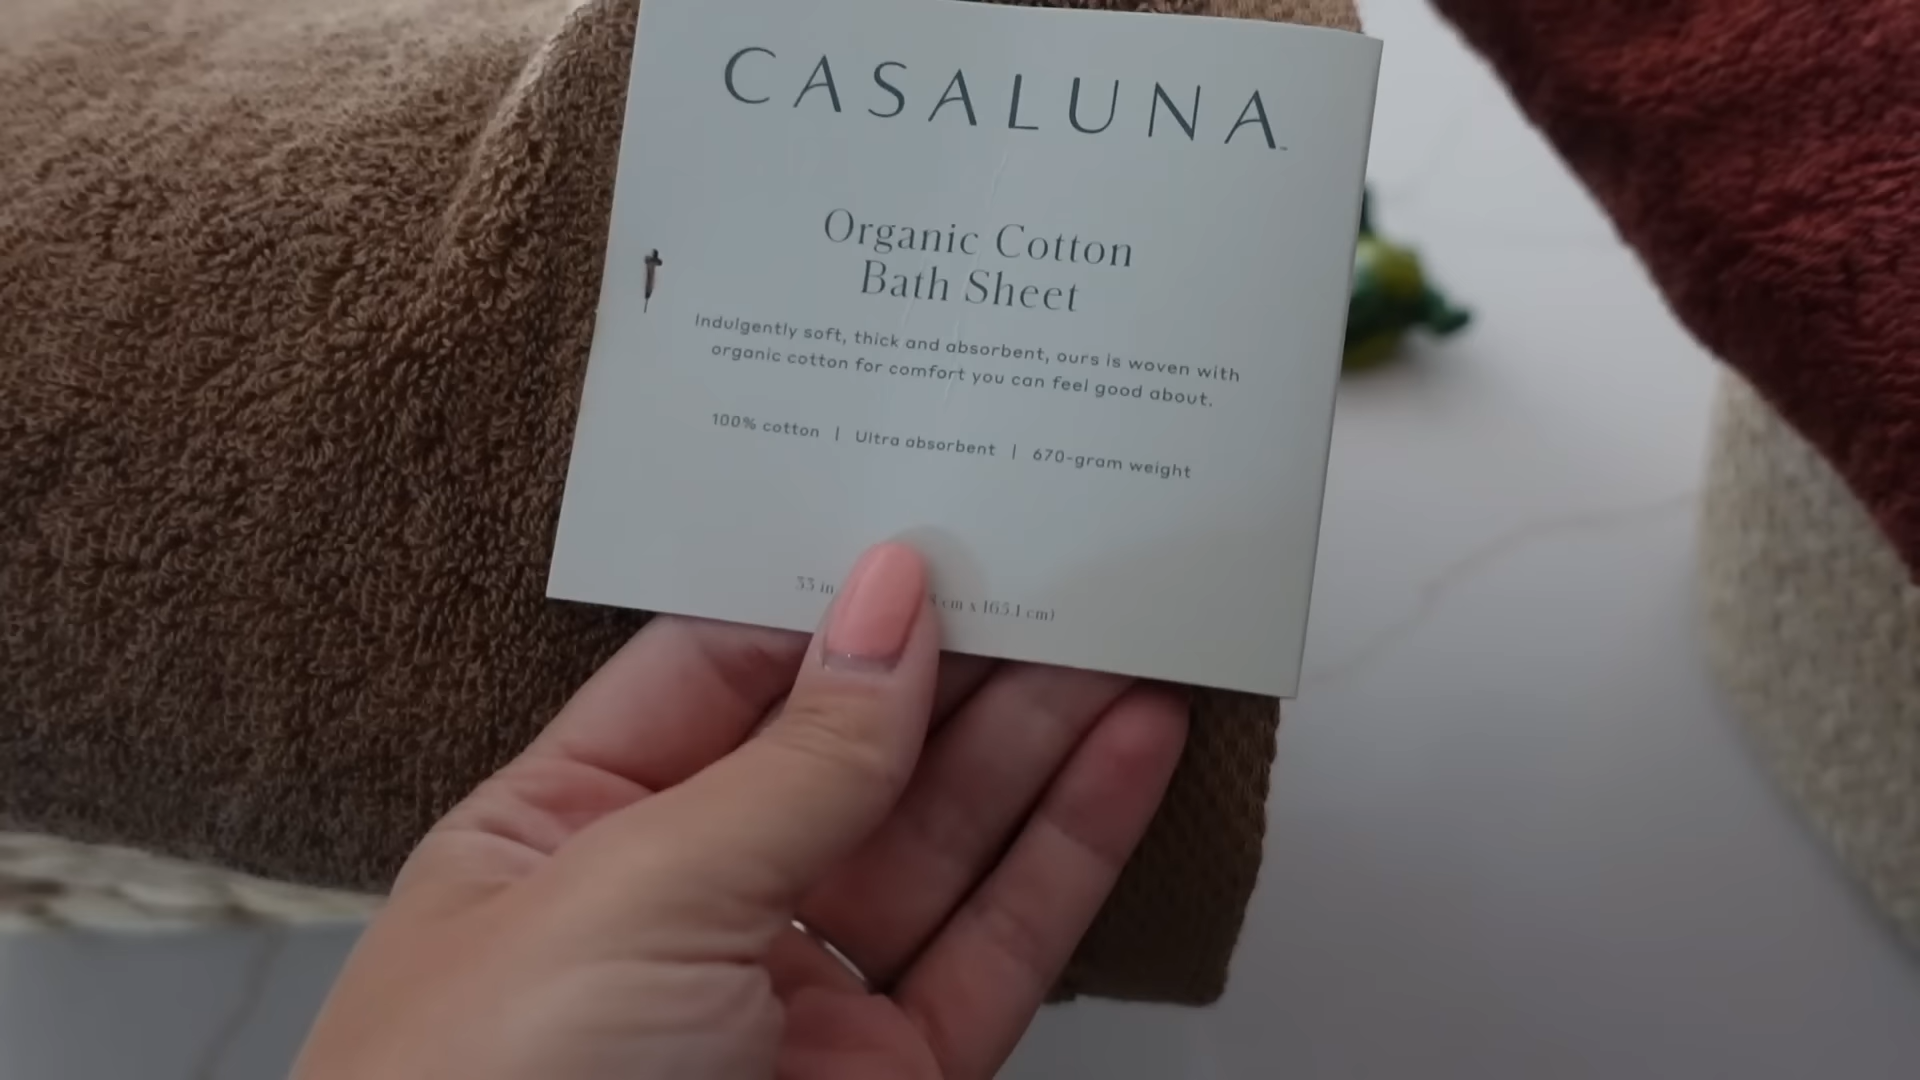 CASALUNA™
Organic Cotton
Bath Sheet
Indulgently soft, thick and absorbent, ours is woven with
organic cotton for comfort you can feel good about.
100% cotton | Ultra absorbent | 670-gram weight
33 in cm x 165.1 cm)